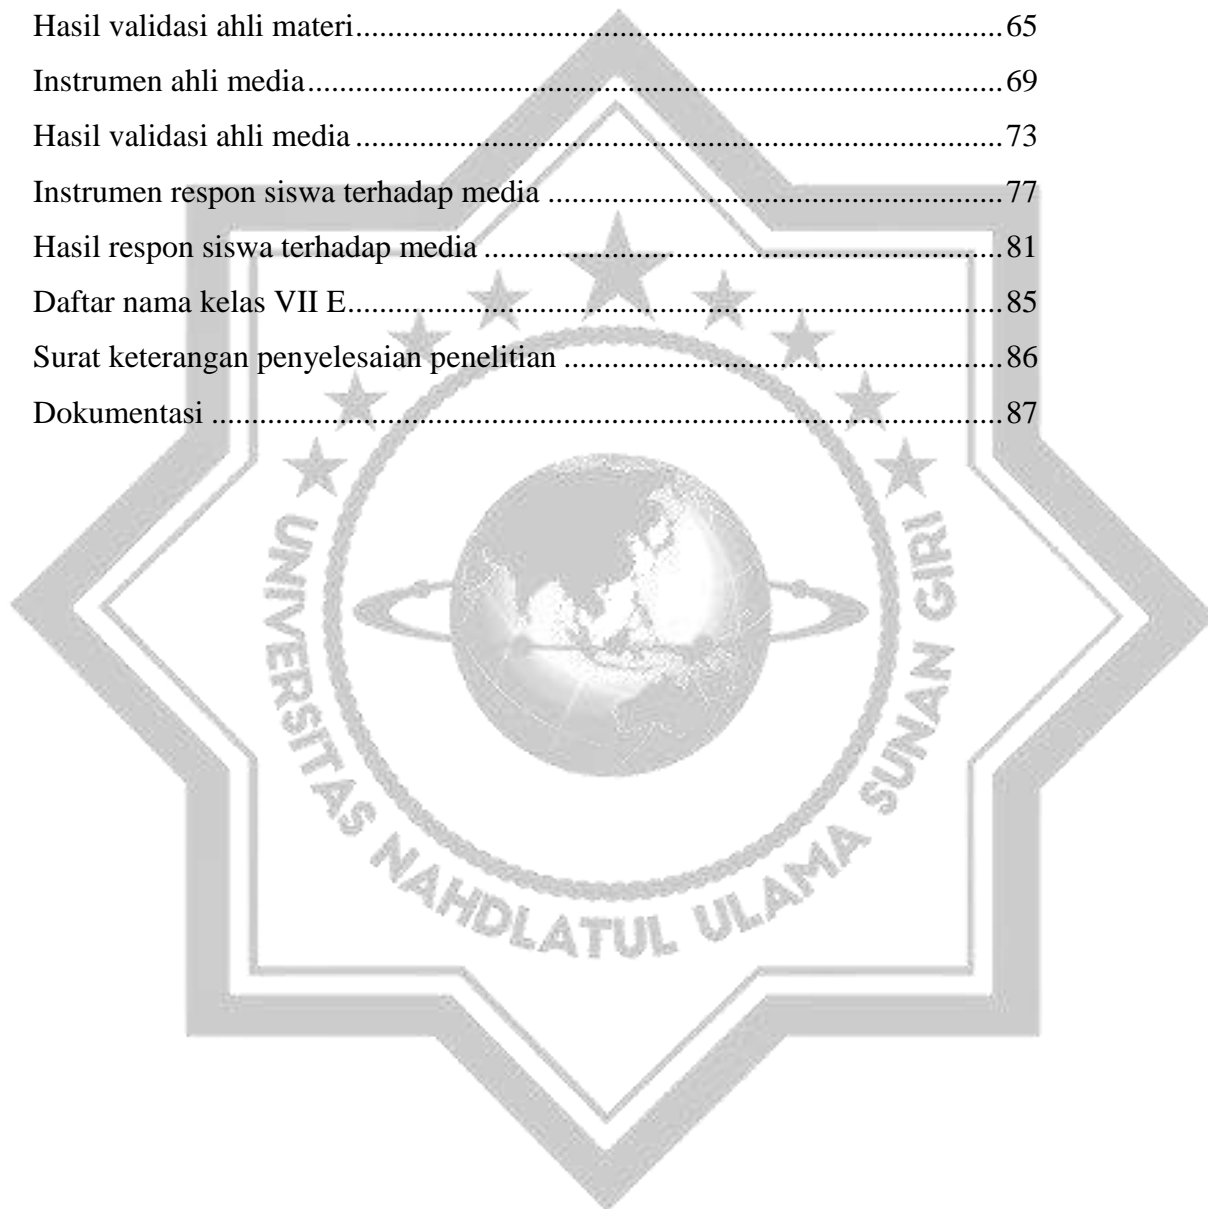 Hasil validasi ahli materi................................................................................65
Instrumen ahli media......................................................................................69
Hasil validasi ahli media................................................................................73
Instrumen respon siswa terhadap media........................................................77
Hasil respon siswa terhadap media................................................................81
Daftar nama kelas VII E.................................................................................85
Surat keterangan penyelesaian penelitian......................................................86
Dokumentasi..................................................................................................87
UNIVERSITAS NAHDLATUL ULAMA SUNAN GIRI